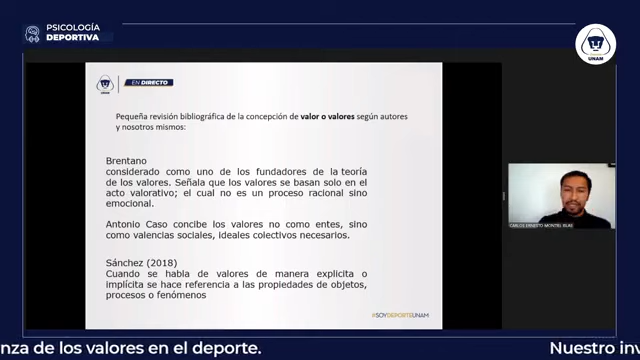 PSICOLOGÍA
DEPORTIVA
UNAM
UNAM
EN DIRECTO
Pequeña revisión bibliográfica de la concepción de valor o valores según autores
y nosotros mismos:
Brentano
considerado como uno de los fundadores de la teoría
de los valores. Señala que los valores se basan solo en el
acto valorativo; el cual no es un proceso racional sino
emocional.
Antonio Caso concibe los valores no como entes, sino
como valencias sociales, ideales colectivos necesarios.
Sánchez (2018)
Cuando se habla de valores de manera explicita o
implícita se hace referencia a las propiedades de objetos,
procesos o fenómenos
#SOYDEPORTEUNAM
CARLOS ERNESTO MONTIEL ISLAS
nza de los valores en el deporte.
Nuestro inv